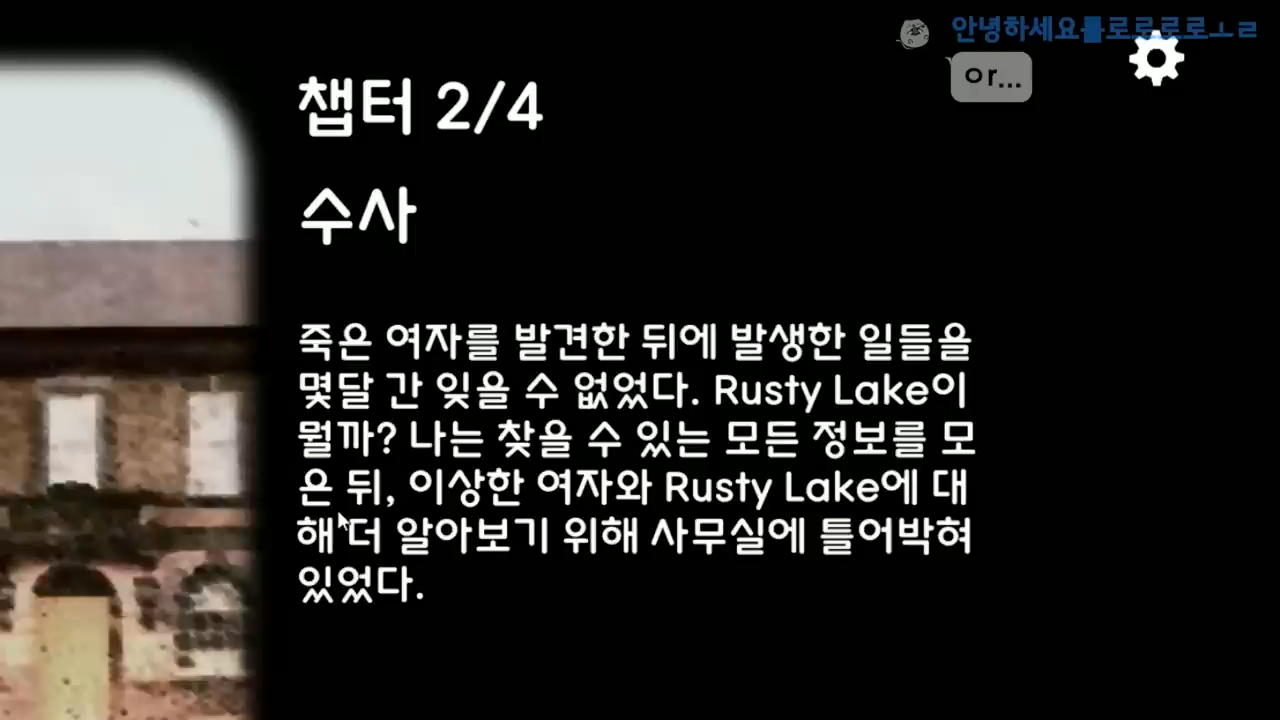 안녕하세요틀로로로로ㅗㄹ
어...
챕터 2/4
수사
죽은 여자를 발견한 뒤에 발생한 일들을
몇달 간 잊을 수 없었다. Rusty Lake이
뭘까? 나는 찾을 수 있는 모든 정보를 모
은 뒤, 이상한 여자와 Rusty Lake에 대
해 더 알아보기 위해 사무실에 틀어박혀
있었다.